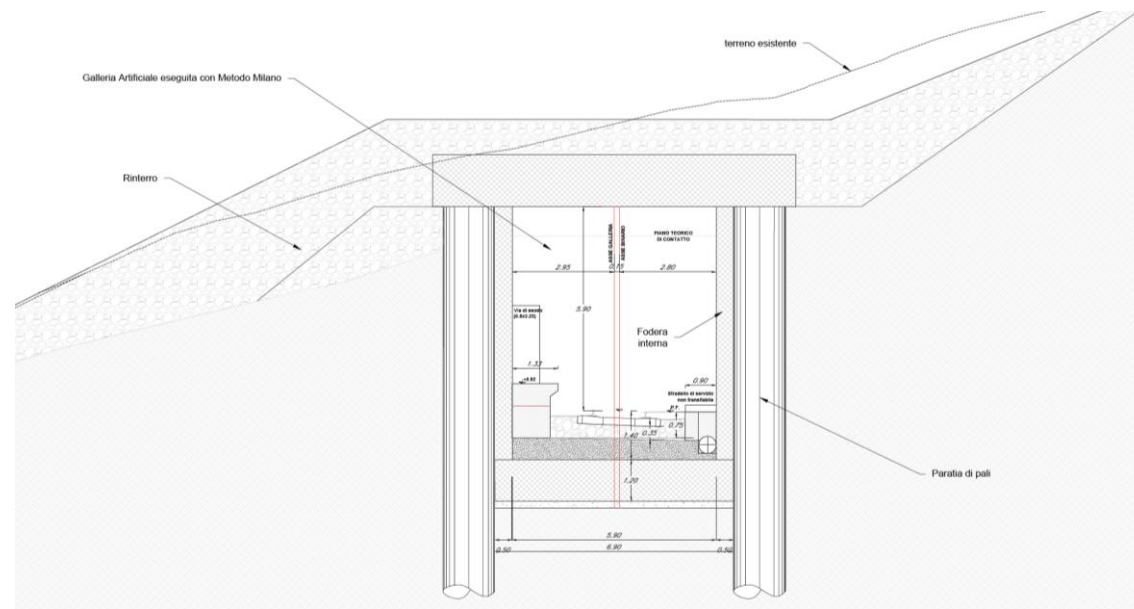 terreno esistente
Galleria Artificiale eseguita con Metodo Milano
Rinterro
ASSE GALLERIA
ASSE BINARIO
PIANO TEORICO
DI CONTATTO
2.95
0.15
2.80
5.90
Via di esodo
Fodera
interna
1.33
0.90
Stradello di servizio
non transitabile
P.F.
0.75
0.35
1.40
1.20
Paratia di pali
5.90
0.50
6.90
0.50